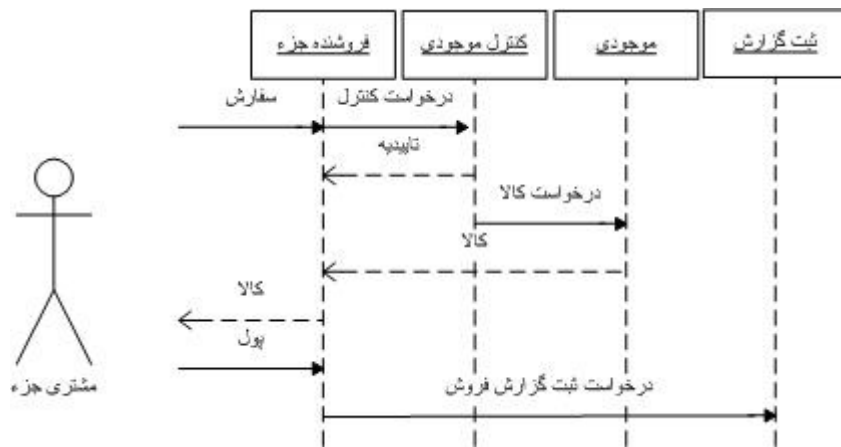 فروشنده جزء
کنترل موجودی
موجودی
ثبت گزارش
سفارش
درخواست کنترل
تاییدیه
درخواست کالا
کالا
کالا
پول
مشتری جزء
درخواست ثبت گزارش فروش